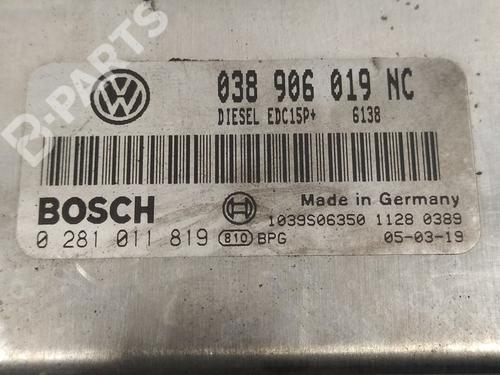 B-PARTS
038 906 019 NC
DIESEL EDC15P+ 6138
BOSCH
Made in Germany
1039S06350 1128 0389
0 281 011 819 810 BPG 05-03-19